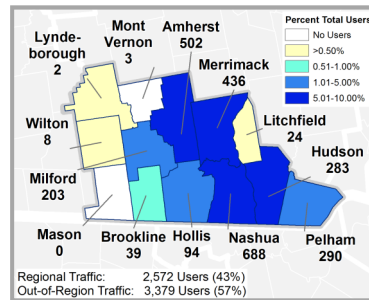 Percent Total Users
No Users
>0.50%
0.51-1.00%
1.01-5.00%
5.01-10.00%
Lynde-
borough
2
Mont
Vernon
3
Amherst
502
Merrimack
436
Wilton
8
Litchfield
24
Hudson
283
Milford
203
Mason
0
Brookline
39
Hollis
94
Nashua
688
Pelham
290
Regional Traffic: 2,572 Users (43%)
Out-of-Region Traffic: 3,379 Users (57%)